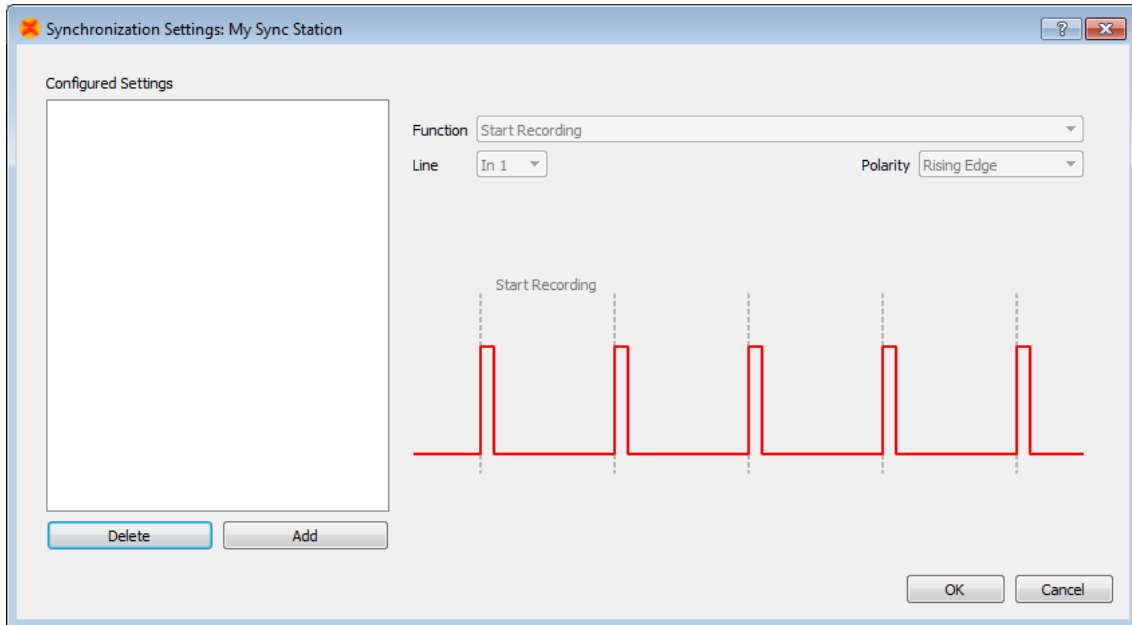 Synchronization Settings: My Sync Station
Configured Settings
Function Start Recording
Line In 1 Polarity Rising Edge
Start Recording
Delete Add
OK Cancel